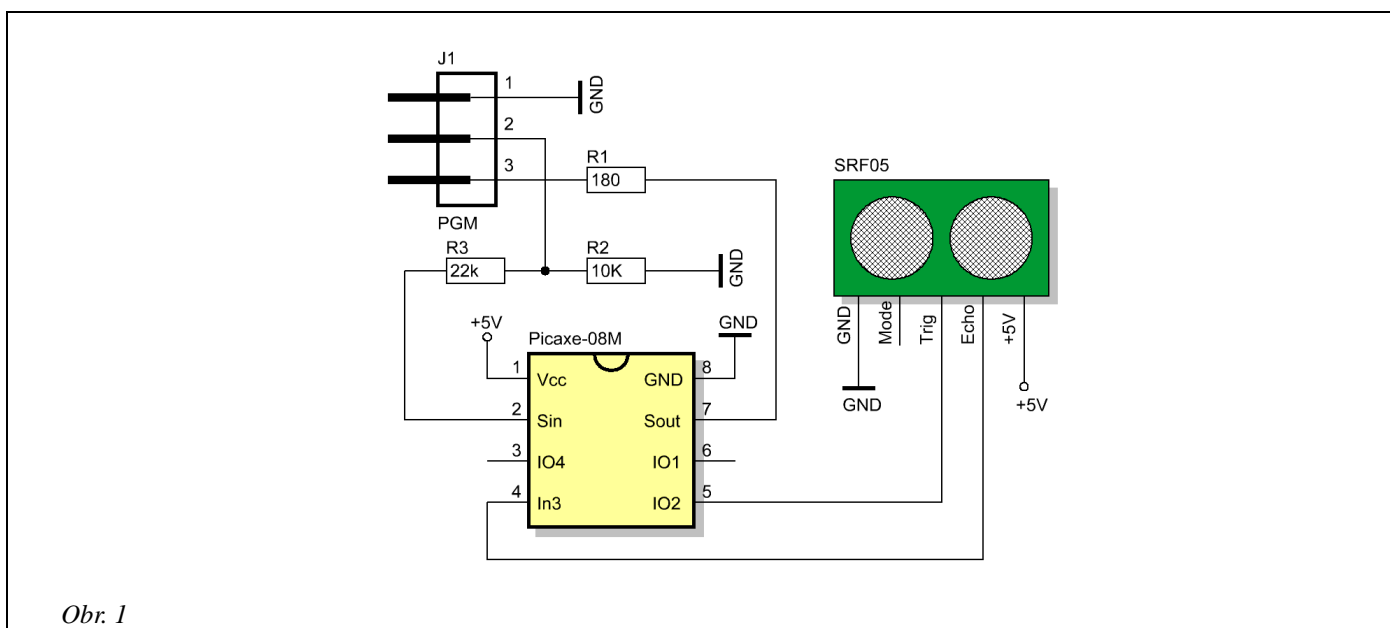 J1
1
GND
2
3
PGM
R1
180
R3
22k
R2
10K
GND
SRF05
GND
Mode
Trig
Echo
+5V
GND
+5V
+5V
GND
Picaxe-08M
1
Vcc
GND
8
2
Sin
Sout
7
3
IO4
IO1
6
4
In3
IO2
5
Obr. 1